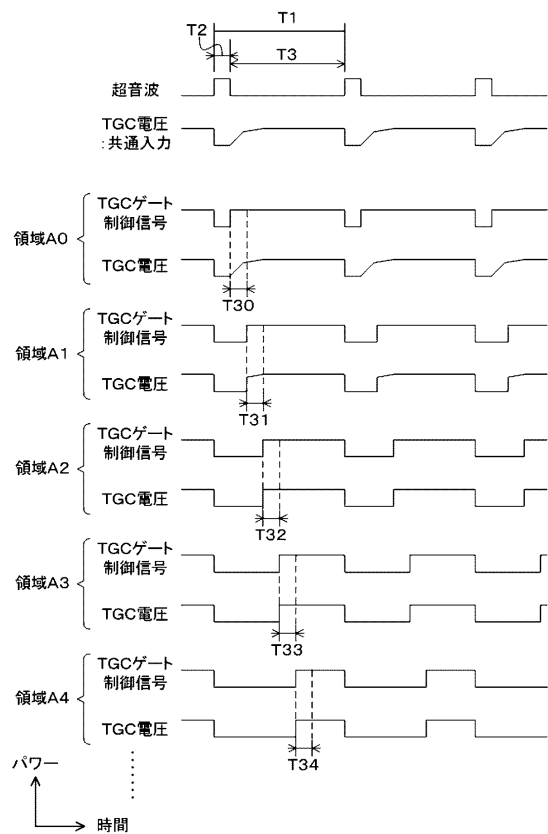 T1
T2
T3
超音波
TGC電圧
:共通入力
領域A0
TGCゲート
制御信号
TGC電圧
T30
領域A1
TGCゲート
制御信号
TGC電圧
T31
領域A2
TGCゲート
制御信号
TGC電圧
T32
領域A3
TGCゲート
制御信号
TGC電圧
T33
領域A4
TGCゲート
制御信号
TGC電圧
T34
パワー
時間